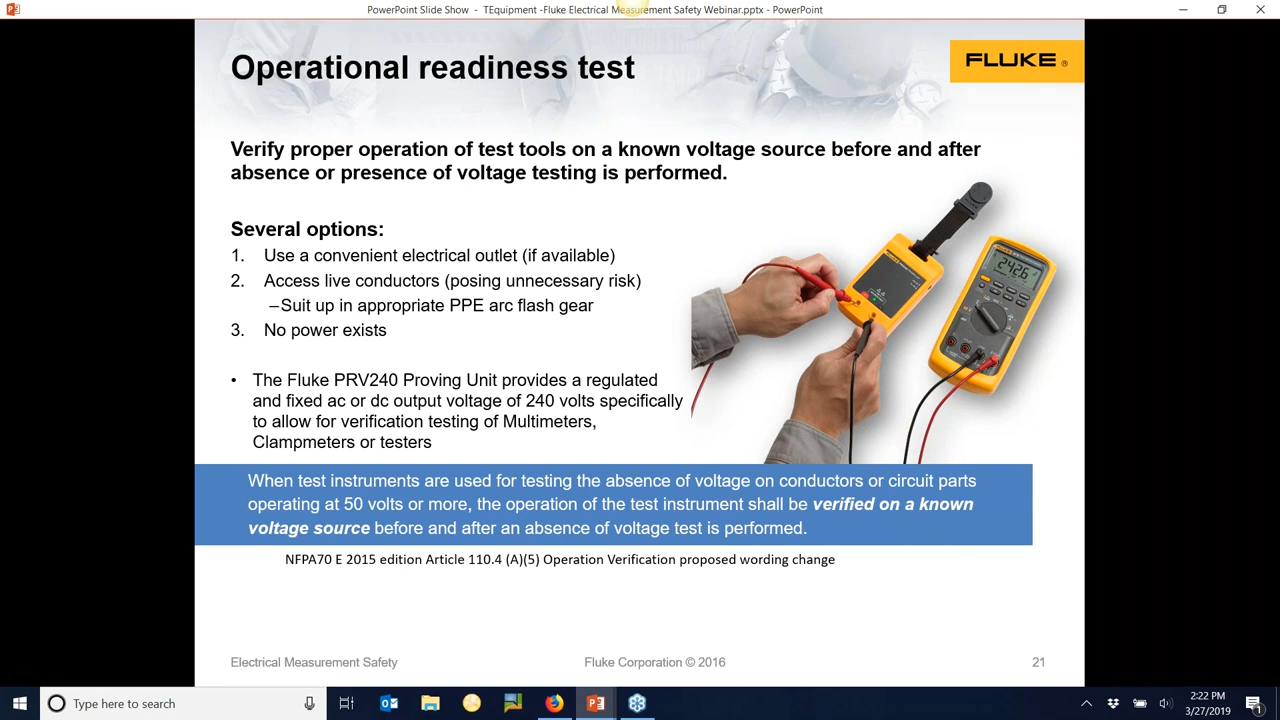 PowerPoint Slide Show - TEquipment -Fluke Electrical Measurement Safety Webinar.pptx - PowerPoint
Operational readiness test
FLUKE®
Verify proper operation of test tools on a known voltage source before and after
absence or presence of voltage testing is performed.
Several options:
1. Use a convenient electrical outlet (if available)
2. Access live conductors (posing unnecessary risk)
–Suit up in appropriate PPE arc flash gear
3. No power exists
• The Fluke PRV240 Proving Unit provides a regulated
and fixed ac or dc output voltage of 240 volts specifically
to allow for verification testing of Multimeters,
Clampmeters or testers
When test instruments are used for testing the absence of voltage on conductors or circuit parts
operating at 50 volts or more, the operation of the test instrument shall be verified on a known
voltage source before and after an absence of voltage test is performed.
NFPA70 E 2015 edition Article 110.4 (A)(5) Operation Verification proposed wording change
Electrical Measurement Safety
Fluke Corporation © 2016
21
Type here to search
2:22 PM
3/27/2019
1